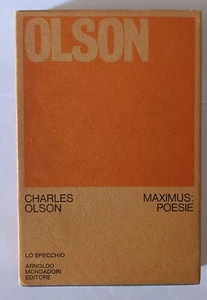 OLSON
CHARLES
OLSON
MAXIMUS:
POESIE
LO SPECCHIO
ARNOLDO
MONDADORI
EDITORE